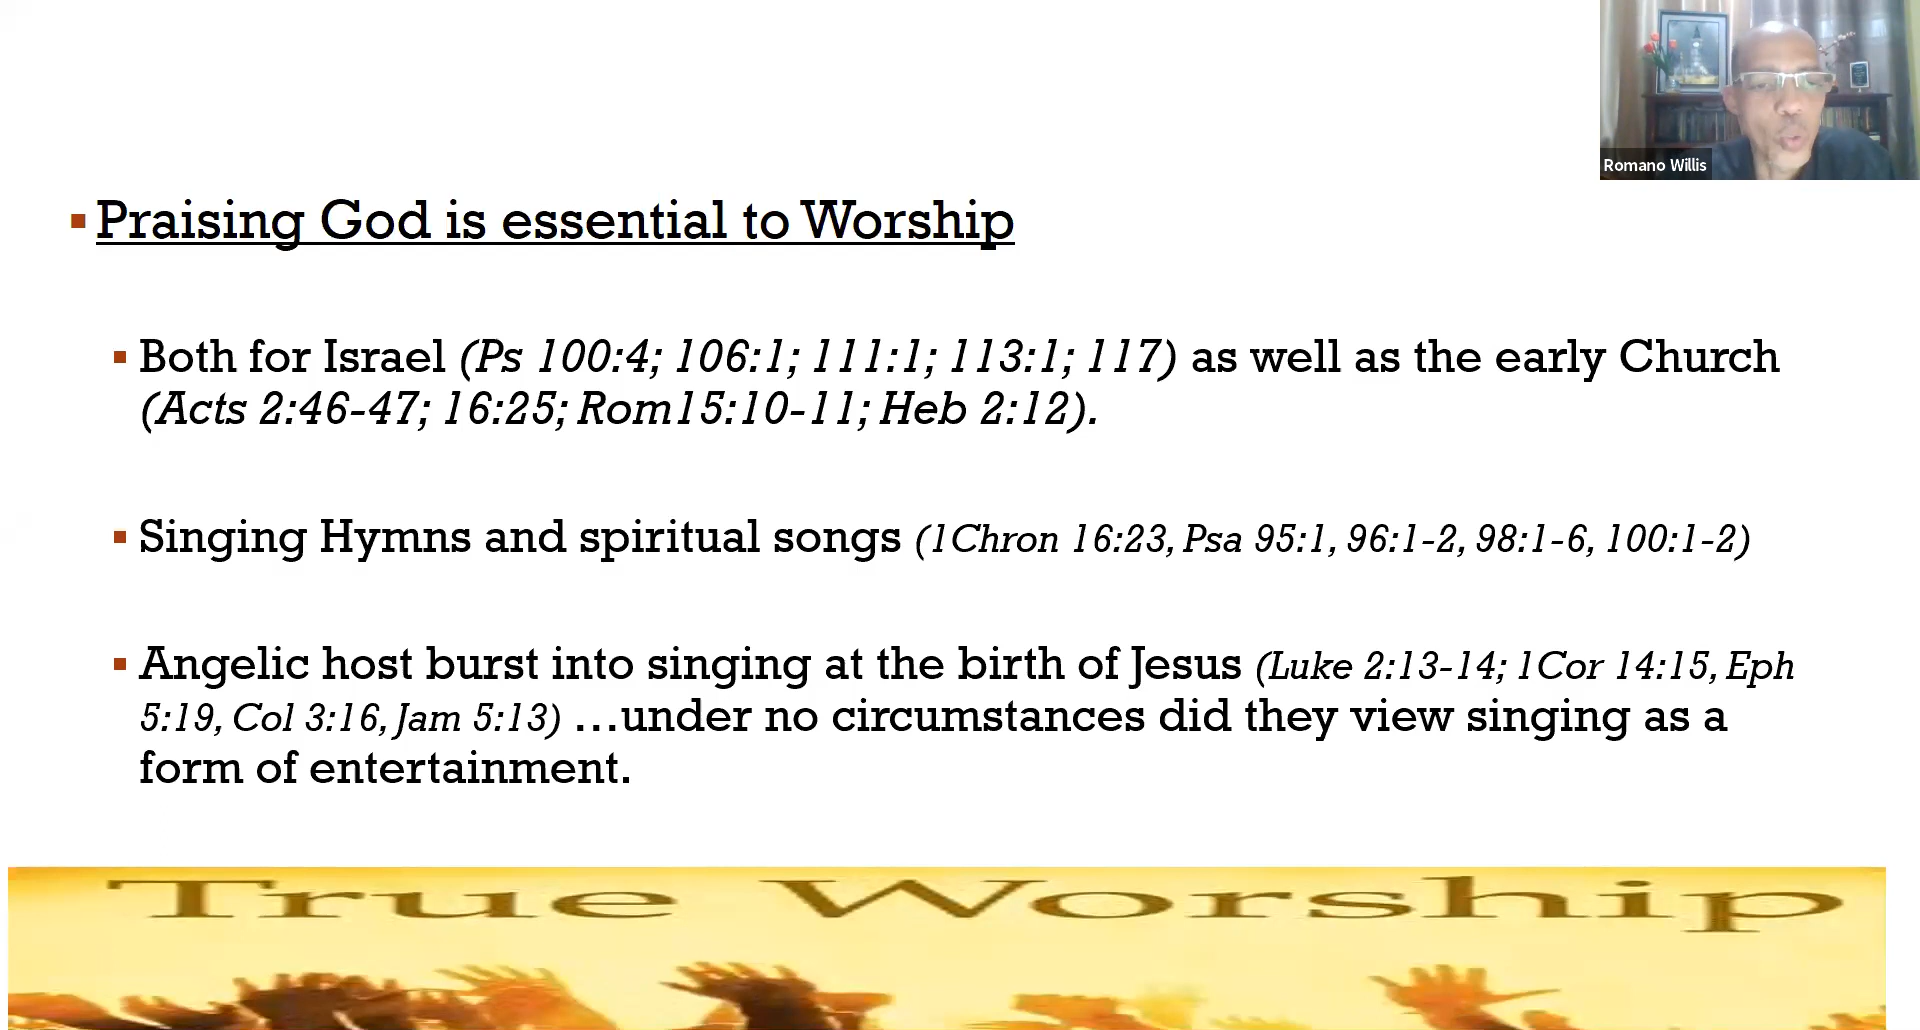 Romano Willis
Praising God is essential to Worship
Both for Israel (Ps 100:4; 106:1; 111:1; 113:1; 117) as well as the early Church
(Acts 2:46-47; 16:25; Rom15:10-11; Heb 2:12).
Singing Hymns and spiritual songs (1Chron 16:23, Psa 95:1, 96:1-2, 98:1-6, 100:1-2)
Angelic host burst into singing at the birth of Jesus (Luke 2:13-14; 1Cor 14:15, Eph
5:19, Col 3:16, Jam 5:13) …under no circumstances did they view singing as a
form of entertainment.
True Worship